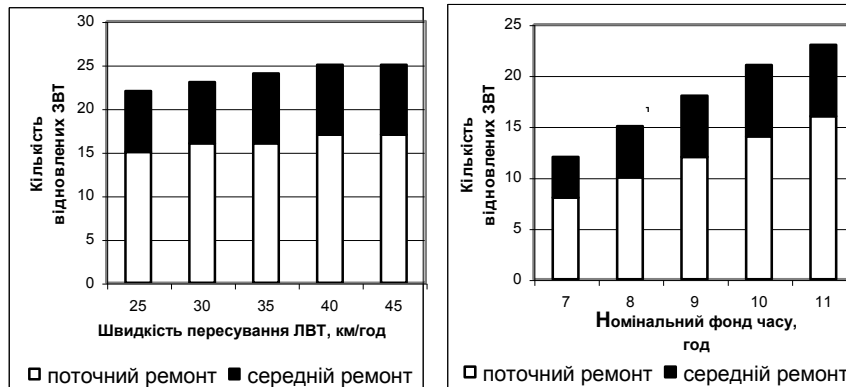 30
25
20
15
10
5
0
Кількість
відновлених ЗВТ
25 30 35 40 45
Швидкість пересування ЛВТ, км/год
поточний ремонт середній ремонт
25
20
15
10
5
0
Кількість
відновлених ЗВТ
7 8 9 10 11
Номінальний фонд часу,
год
поточний ремонт середній ремонт